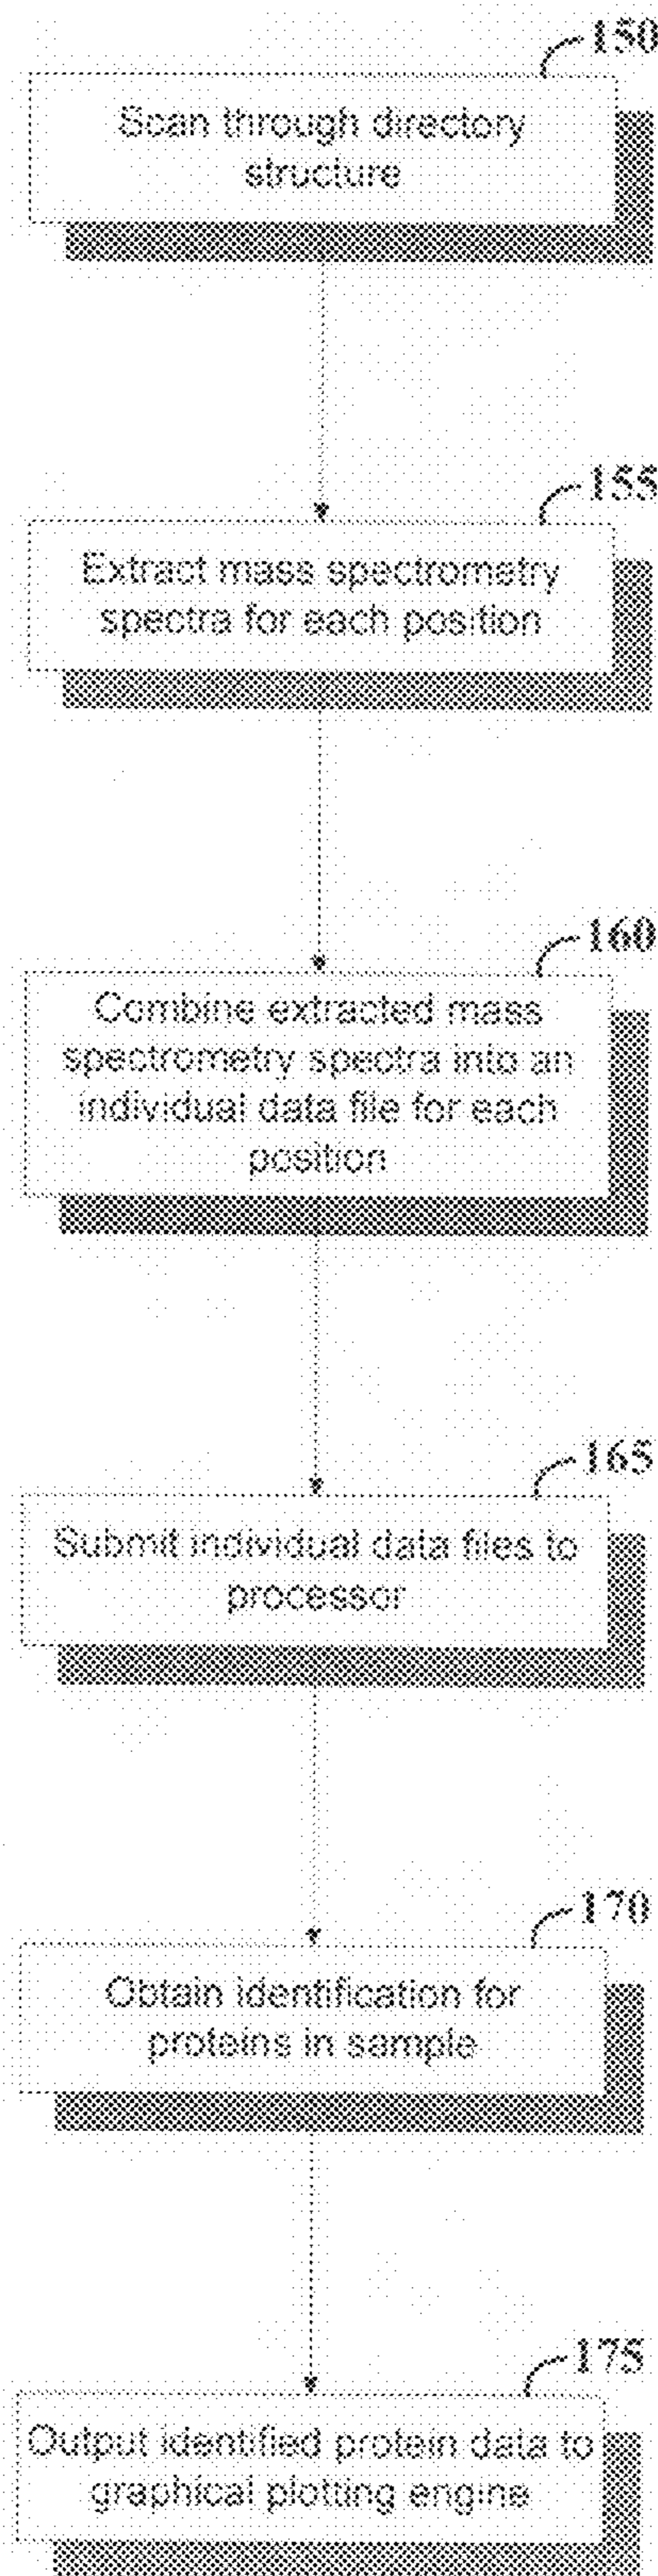 150
Scan through directory
structure
155
Extract mass spectrometry
spectra for each position
160
Combine extracted mass
spectrometry spectra into an
individual data file for each
position
165
Submit individual data files to
processor
170
Obtain identification for
proteins in sample
175
Output identified protein data to
graphical plotting engine